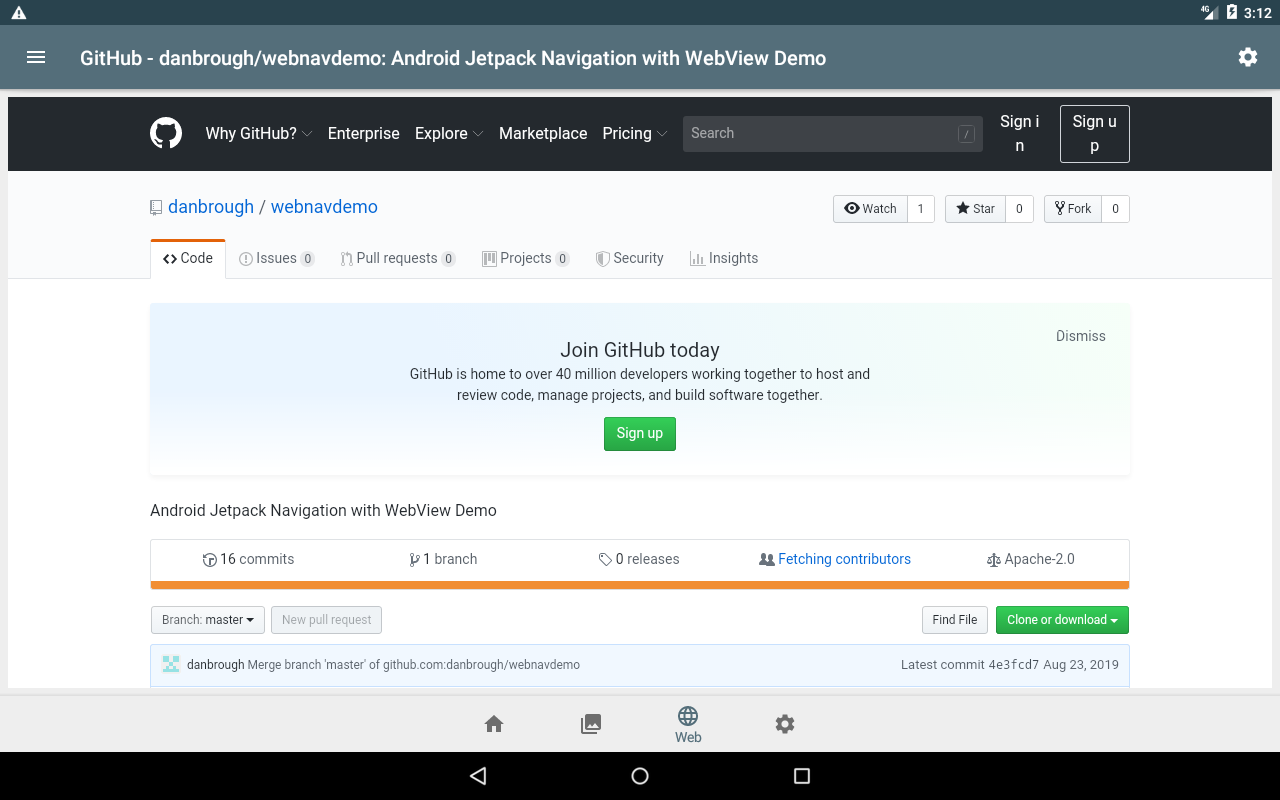 4G 3:12
GitHub - danbrough/webnavdemo: Android Jetpack Navigation with WebView Demo
Why GitHub? Enterprise Explore Marketplace Pricing Search / Sign in Sign up
danbrough / webnavdemo Watch 1 Star 0 Fork 0
Code Issues 0 Pull requests 0 Projects 0 Security Insights
Dismiss
Join GitHub today
GitHub is home to over 40 million developers working together to host and
review code, manage projects, and build software together.
Sign up
Android Jetpack Navigation with WebView Demo
16 commits 1 branch 0 releases Fetching contributors Apache-2.0
Branch: master New pull request Find File Clone or download
danbrough Merge branch 'master' of github.com:danbrough/webnavdemo Latest commit 4e3fcd7 Aug 23, 2019
Web